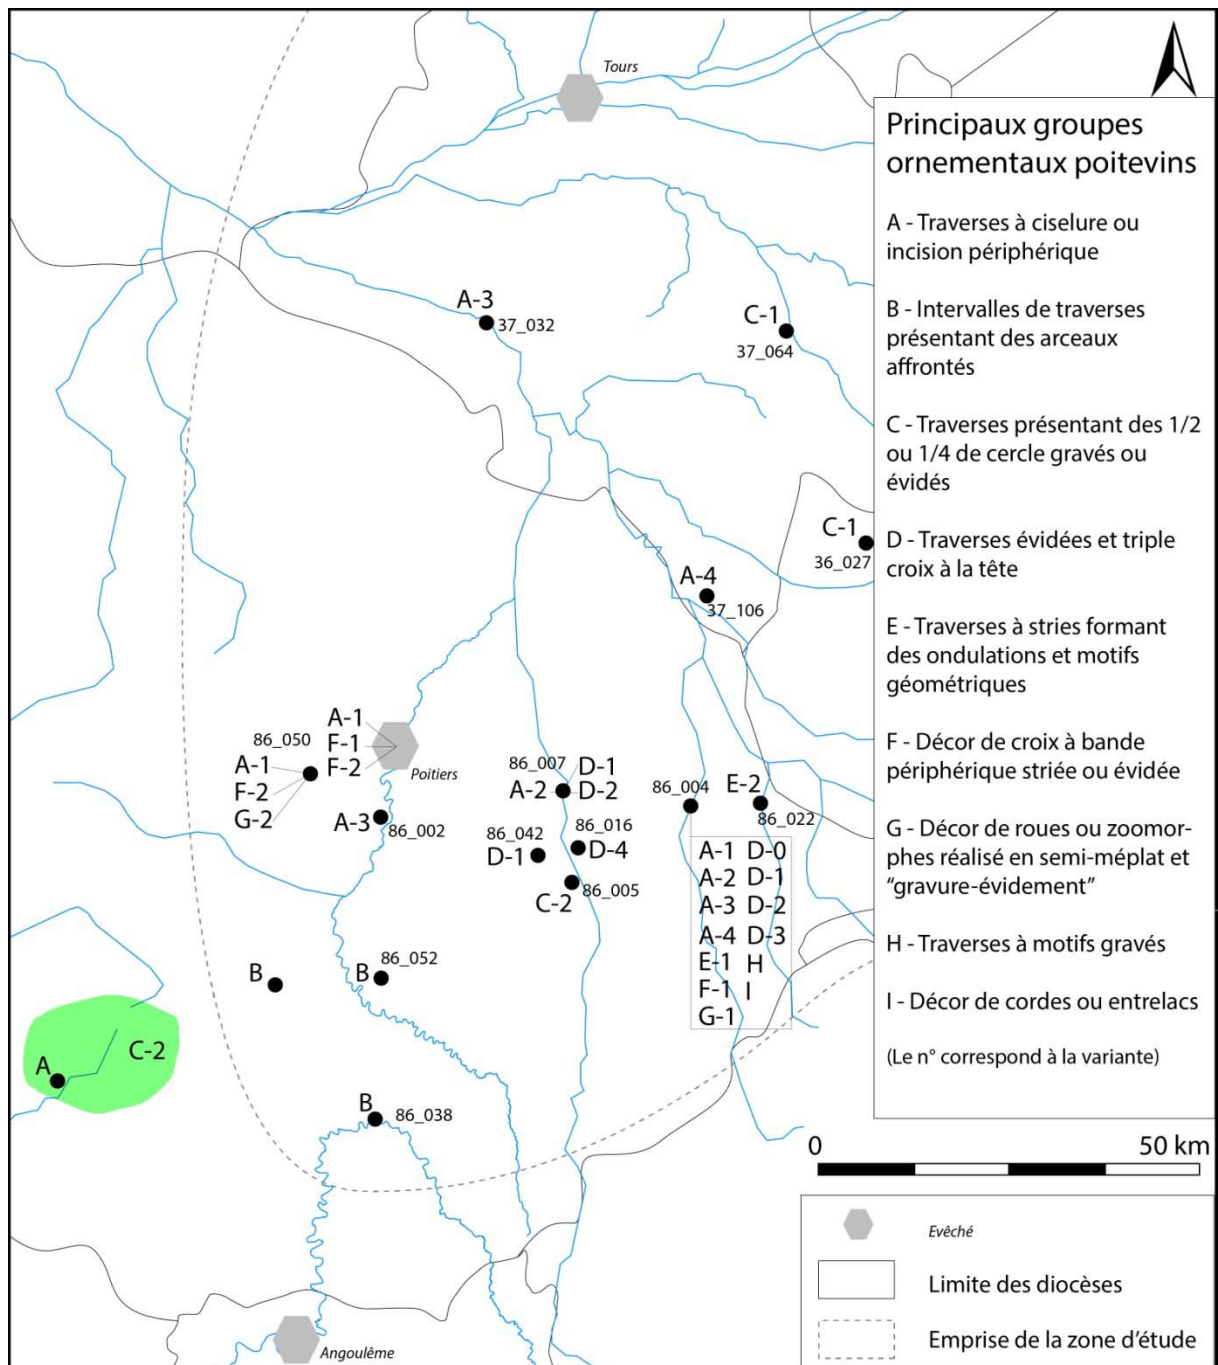 Tours
Principaux groupes
ornementaux poitevins
A - Traverses à ciselure ou
incision périphérique
B - Intervalles de traverses
présentant des arceaux
affrontés
C - Traverses présentant des 1/2
ou 1/4 de cercle gravés ou
évidés
D - Traverses évidées et triple
croix à la tête
E - Traverses à stries formant
des ondulations et motifs
géométriques
F - Décor de croix à bande
périphérique striée ou évidée
G - Décor de roues ou zoomor-
phes réalisé en semi-méplat et
“gravure-évidement”
H - Traverses à motifs gravés
I - Décor de cordes ou entrelacs
(Le n° correspond à la variante)
A-3
37_032
C-1
37_064
C-1
36_027
A-4
37_106
86_050
A-1
F-2
G-2
A-1
F-1
F-2
Poitiers
A-3
86_002
86_007
D-1
A-2
D-2
86_042
D-1
86_016
D-4
C-2
86_005
86_004
E-2
86_022
A-1 D-0
A-2 D-1
A-3 D-2
A-4 D-3
E-1 H
F-1 I
G-1
B
B
86_052
A
C-2
B
86_038
Angoulême
0 50 km
Evêché
Limite des diocèses
Emprise de la zone d'étude